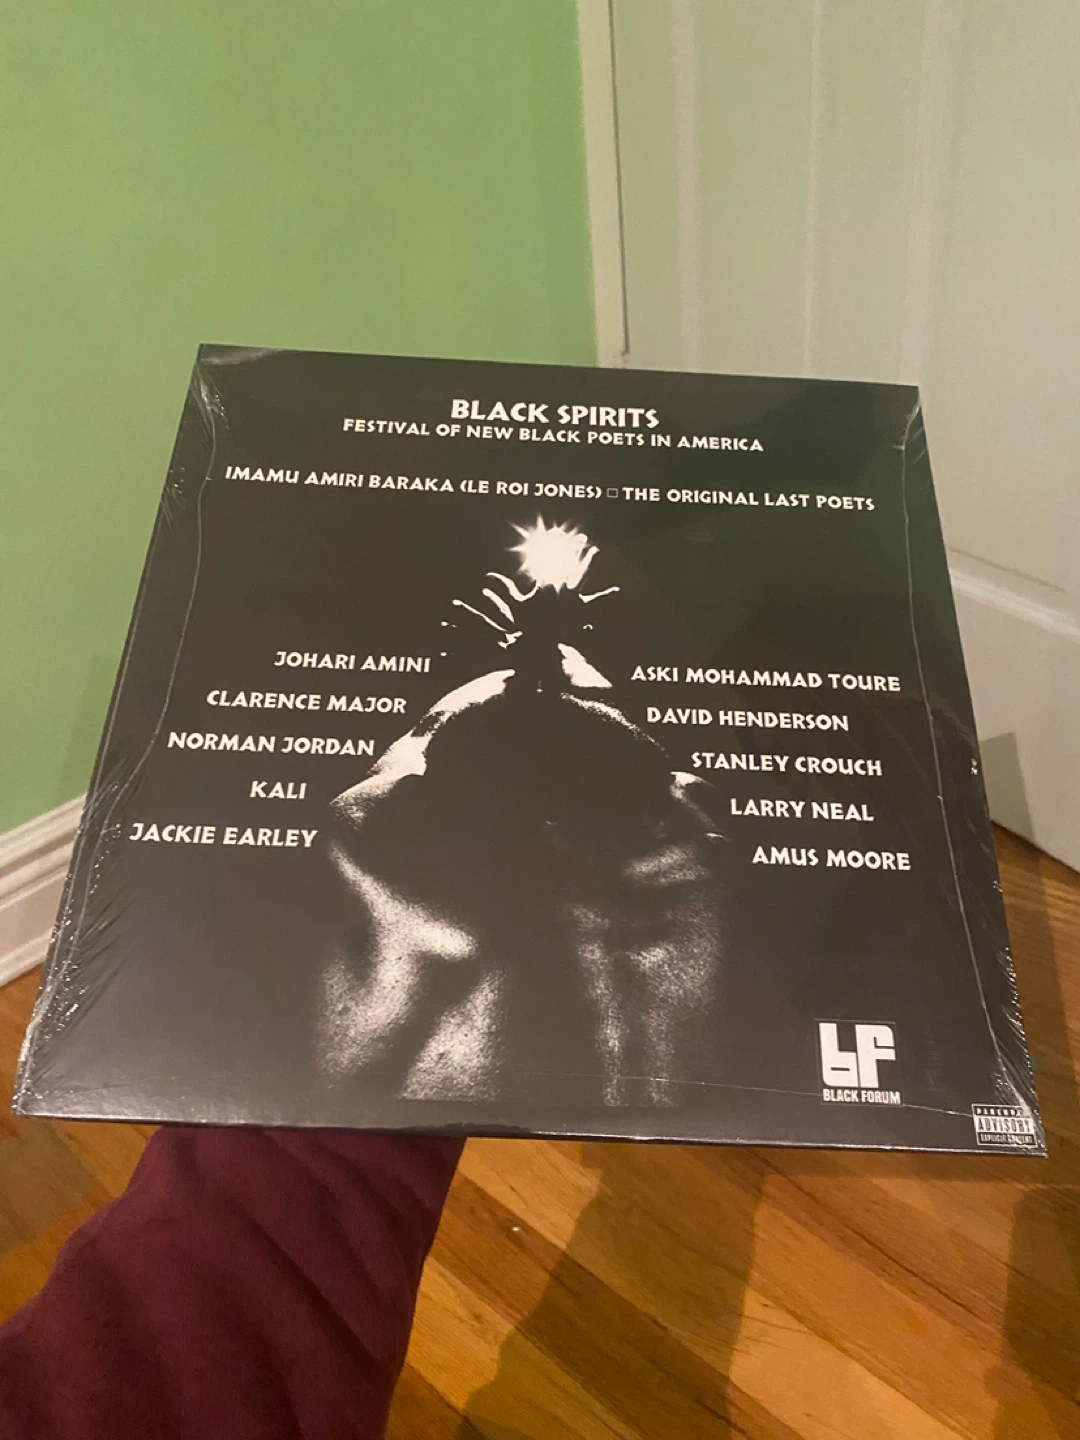 BLACK SPIRITS
FESTIVAL OF NEW BLACK POETS IN AMERICA
IMAMU AMIRI BARAKA (LE ROI JONES) □ THE ORIGINAL LAST POETS
JOHARI AMINI
CLARENCE MAJOR
NORMAN JORDAN
KALI
JACKIE EARLEY
ASKI MOHAMMAD TOURE
DAVID HENDERSON
STANLEY CROUCH
LARRY NEAL
AMUS MOORE
bF
BLACK FORUM
PARENTAL
ADVISORY
EXPLICIT CONTENT